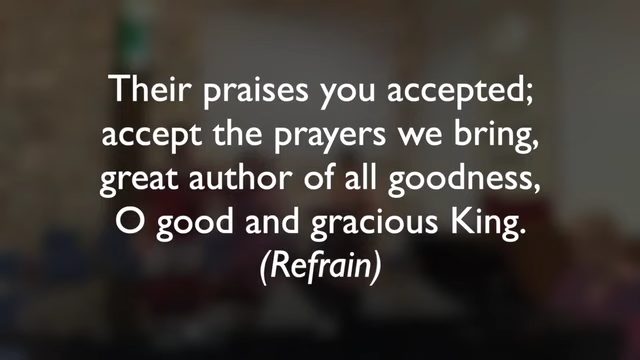 Their praises you accepted;
accept the prayers we bring,
great author of all goodness,
O good and gracious King.
(Refrain)